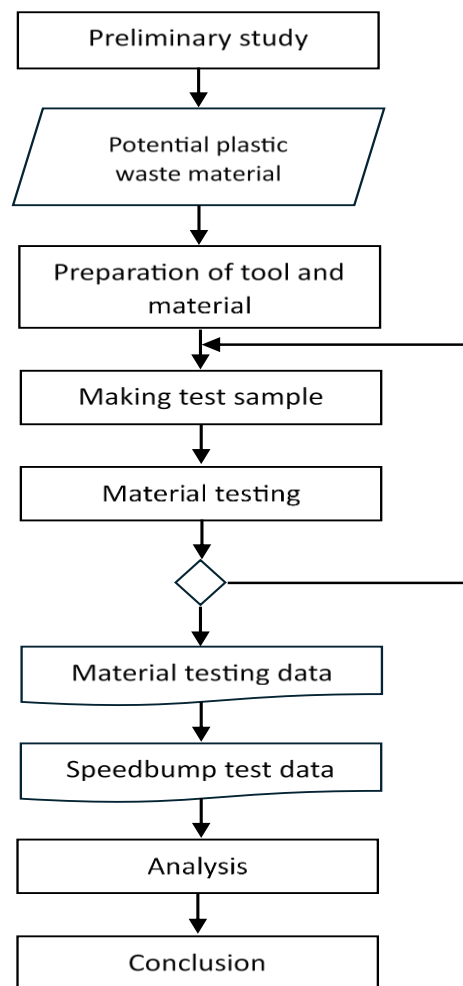 Preliminary study
Potential plastic
waste material
Preparation of tool and
material
Making test sample
Material testing
Material testing data
Speedbump test data
Analysis
Conclusion